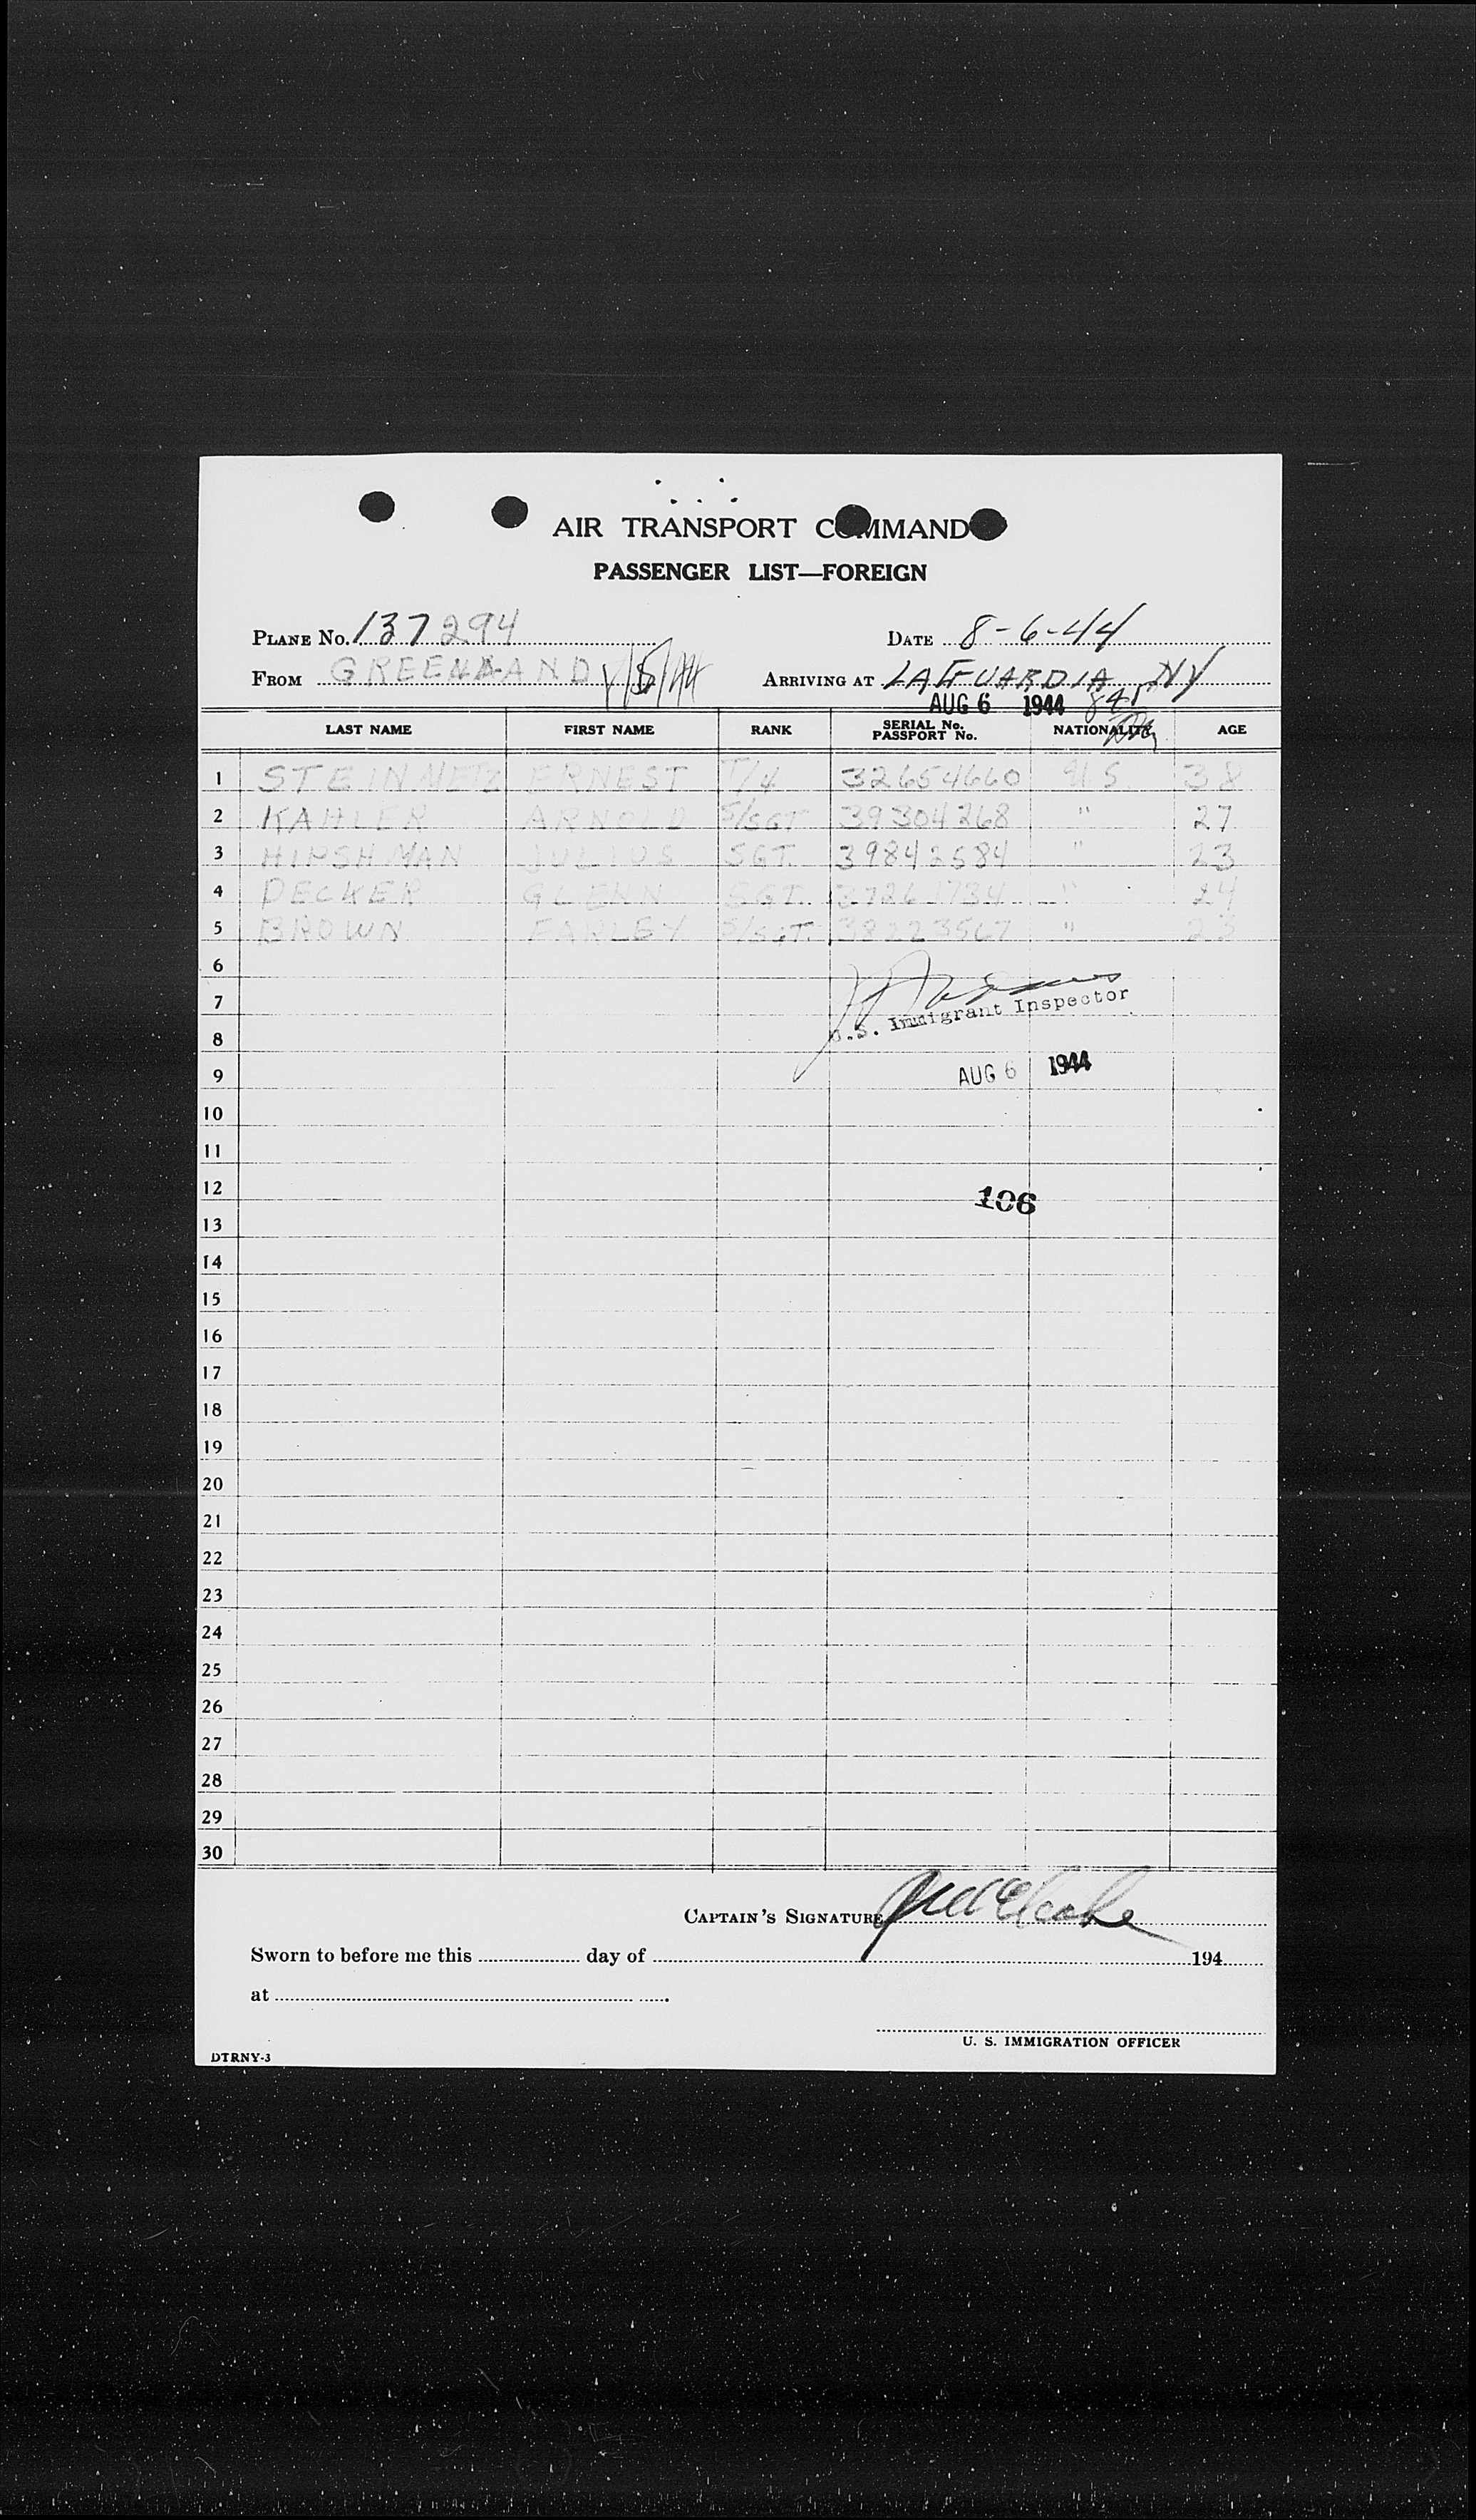 AIR TRANSPORT COMMAND
PASSENGER LIST—FOREIGN
PLANE No. 137294 DATE 8-6-44
FROM GREENLAND ARRIVING AT LAGUARDIA NY
AUG 6 1944
LAST NAME FIRST NAME RANK SERIAL No. PASSPORT No. NATIONALITY AGE
1 STEINMETZ ERNEST T/4 32654660 U.S. 38
2 KAHLER ARNOLD S/SGT 39304268 " 27
3 HIRSHMAN JULIUS SGT. 39842584 " 23
4 DECKER GLENN SGT. 37261734 " 24
5 BROWN FARLEY S/SGT. 38223567 " 23
6
7
U.S. Immigrant Inspector
8
9 AUG 6 1944
10
11
12 106
13
14
15
16
17
18
19
20
21
22
23
24
25
26
27
28
29
30
CAPTAIN'S SIGNATURE
Sworn to before me this day of 194
at
U. S. IMMIGRATION OFFICER
DTRNY-3